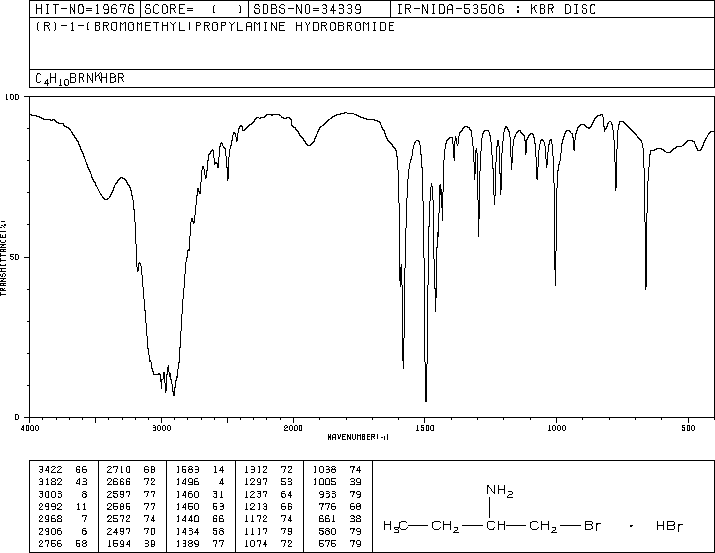 HIT-NO=19676 SCORE= ( ) SDBS-NO=34339 IR-NIDA-53506 : KBR DISC
(R)-1-(BROMOMETHYL)PROPYLAMINE HYDROBROMIDE
C4H10BRN·HBR
100
50
0
TRANSMITTANCE(%)
4000 3000 2000 1500 1000 500
WAVENUMBER(-1)
3422 66 2710 68 1583 14 1312 72 1038 74
3182 43 2666 72 1496 4 1297 53 1005 39
3003 8 2597 77 1460 31 1237 64 933 79
2992 11 2585 77 1450 53 1213 66 776 68
2968 7 2572 74 1440 66 1172 74 661 38
2906 6 2497 70 1434 58 1117 79 580 79
2756 58 1594 39 1389 77 1074 72 575 79
NH2
H3C—CH2—CH—CH2—Br · HBr